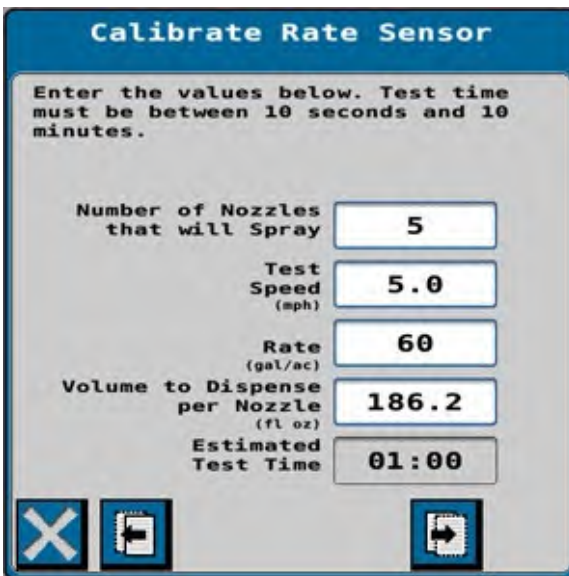 Calibrate Rate Sensor
Enter the values below. Test time
must be between 10 seconds and 10
minutes.
Number of Nozzles
that will Spray
5
Test
Speed
(mph)
5.0
Rate
(gal/ac)
60
Volume to Dispense
per Nozzle
(fl oz)
186.2
Estimated
Test Time
01:00